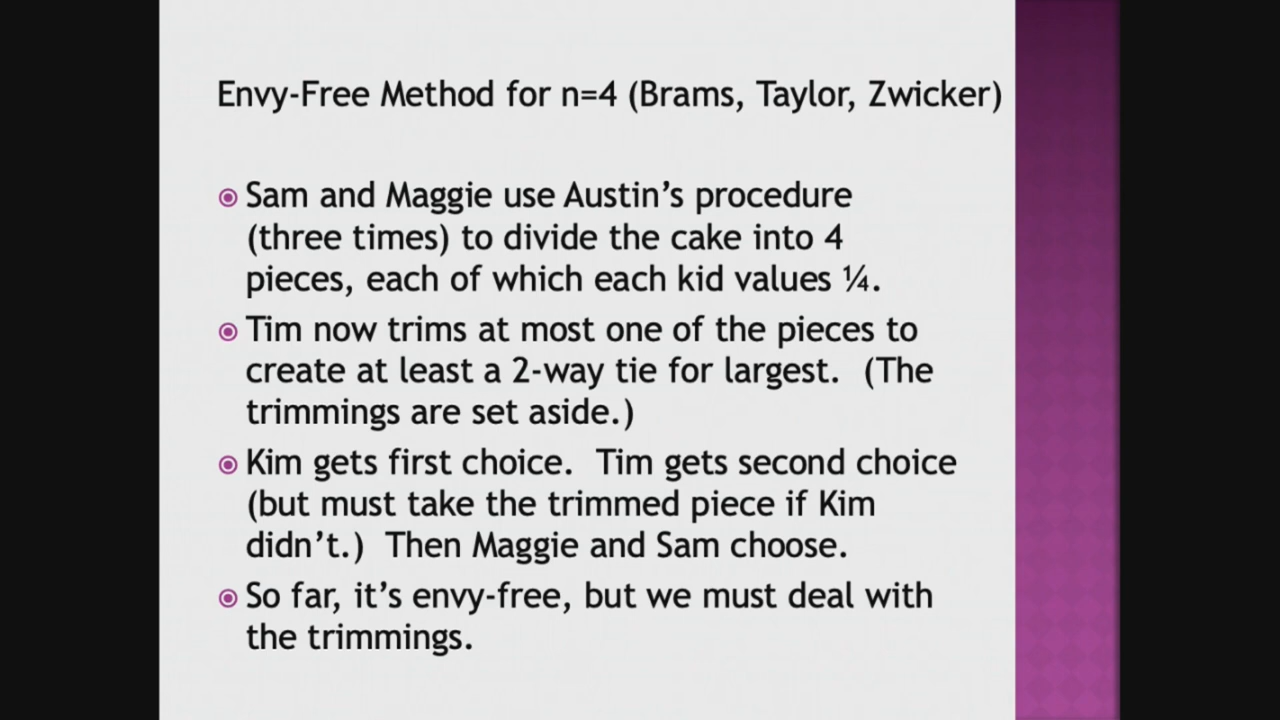 Envy-Free Method for n=4 (Brams, Taylor, Zwicker)
Sam and Maggie use Austin's procedure
(three times) to divide the cake into 4
pieces, each of which each kid values ¼.
Tim now trims at most one of the pieces to
create at least a 2-way tie for largest. (The
trimmings are set aside.)
Kim gets first choice. Tim gets second choice
(but must take the trimmed piece if Kim
didn't.) Then Maggie and Sam choose.
So far, it's envy-free, but we must deal with
the trimmings.